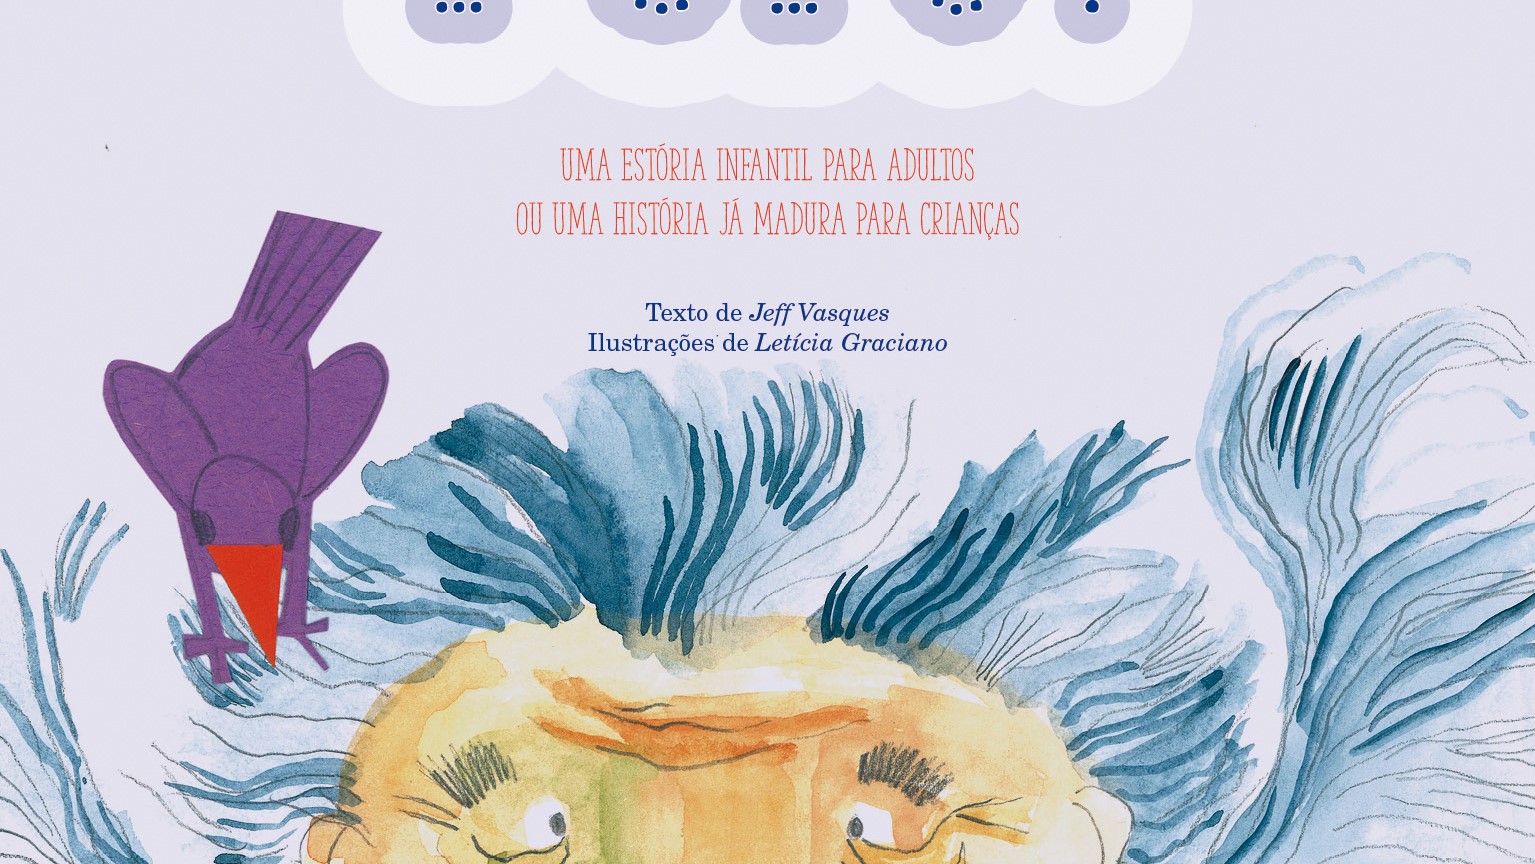 UMA ESTÓRIA INFANTIL PARA ADULTOS
OU UMA HISTÓRIA JÁ MADURA PARA CRIANÇAS
Texto de Jeff Vasques
Ilustrações de Letícia Graciano